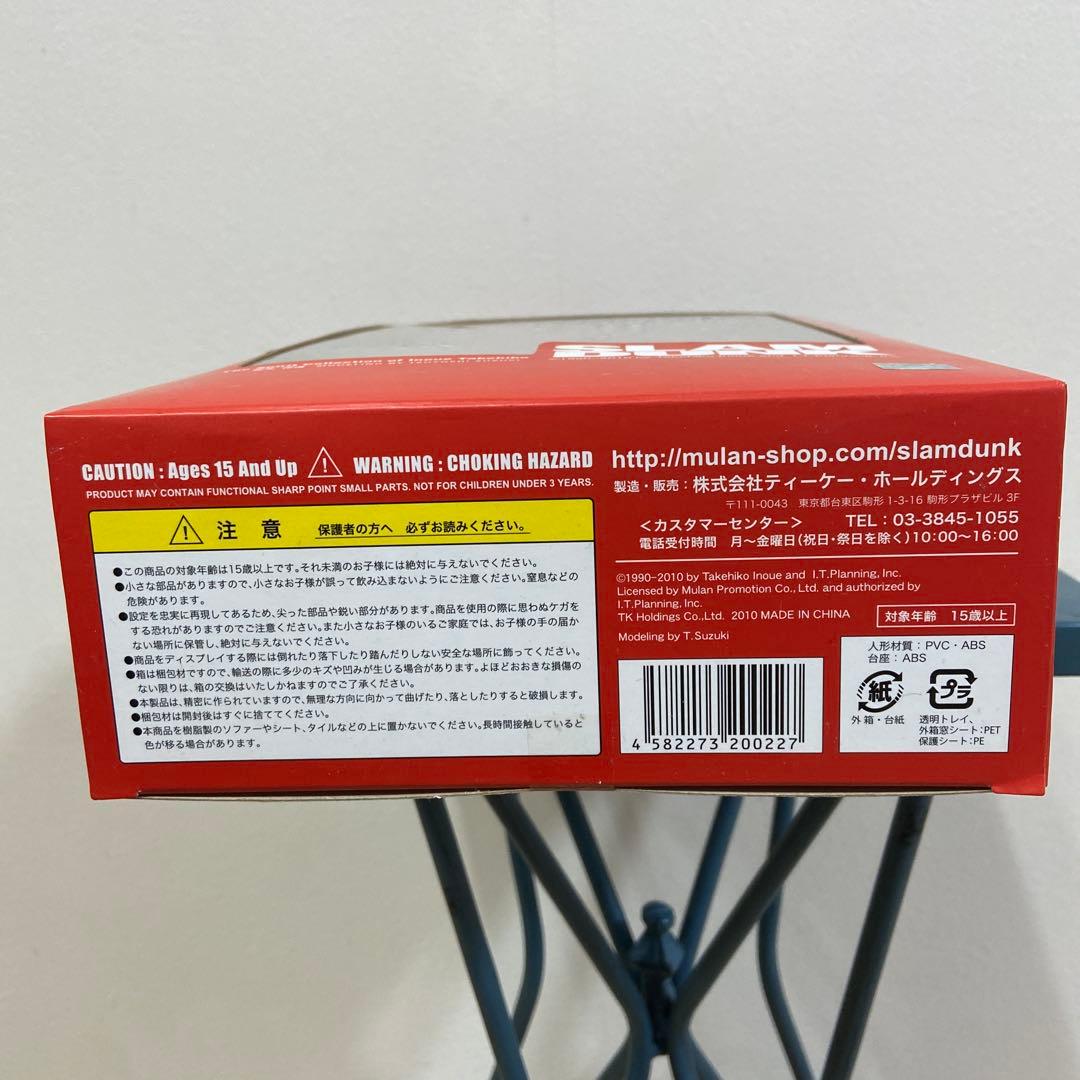 SLAM
DUNK
CAUTION : Ages 15 And Up
WARNING : CHOKING HAZARD
PRODUCT MAY CONTAIN FUNCTIONAL SHARP POINT SMALL PARTS. NOT FOR CHILDREN UNDER 3 YEARS.
注 意 保護者の方へ 必ずお読みください。
●この商品の対象年齢は15歳以上です。それ未満のお子様には絶対に与えないでください。
●小さな部品がありますので、小さなお子様が誤って飲み込まないようにご注意ください。窒息などの
危険があります。
●設定を忠実に再現してあるため、尖った部品や鋭い部分があります。商品を使用の際に思わぬケガを
する恐れがありますのでご注意ください。また小さなお子様のいるご家庭では、お子様の手の届か
ない場所に保管し、絶対に与えないでください。
●商品をディスプレイする際には倒れたり落下したり踏んだりしない安全な場所に飾ってください。
●箱は梱包材ですので、輸送の際に多少のキズや凹みが生じる場合があります。よほどおおきな損傷の
ない限りは、箱の交換はいたしかねますのでご了承ください。
●本製品は、精密に作られていますので、無理な方向に向かって曲げたり、落としたりすると破損します。
●梱包材は開封後はすぐに捨ててください。
●本商品を樹脂製のソファーやシート、タイルなどの上に置かないでください。長時間接触していると
色が移る場合があります。
http://mulan-shop.com/slamdunk
製造・販売：株式会社ティーケー・ホールディングス
〒111-0043 東京都台東区駒形 1-3-16 駒形プラザビル 3F
＜カスタマーセンター＞ TEL：03-3845-1055
電話受付時間 月〜金曜日(祝日・祭日を除く)10:00〜16:00
©1990-2010 by Takehiko Inoue and I.T.Planning, Inc.
Licensed by Mulan Promotion Co., Ltd. and authorized by
I.T.Planning, Inc.
TK Holdings Co.,Ltd. 2010 MADE IN CHINA
Modeling by T.Suzuki
対象年齢 15歳以上
4 582273 200227
人形材質：PVC・ABS
台座：ABS
紙
外箱・台紙
プラ
透明トレイ、
外箱窓シート：PET
保護シート：PE